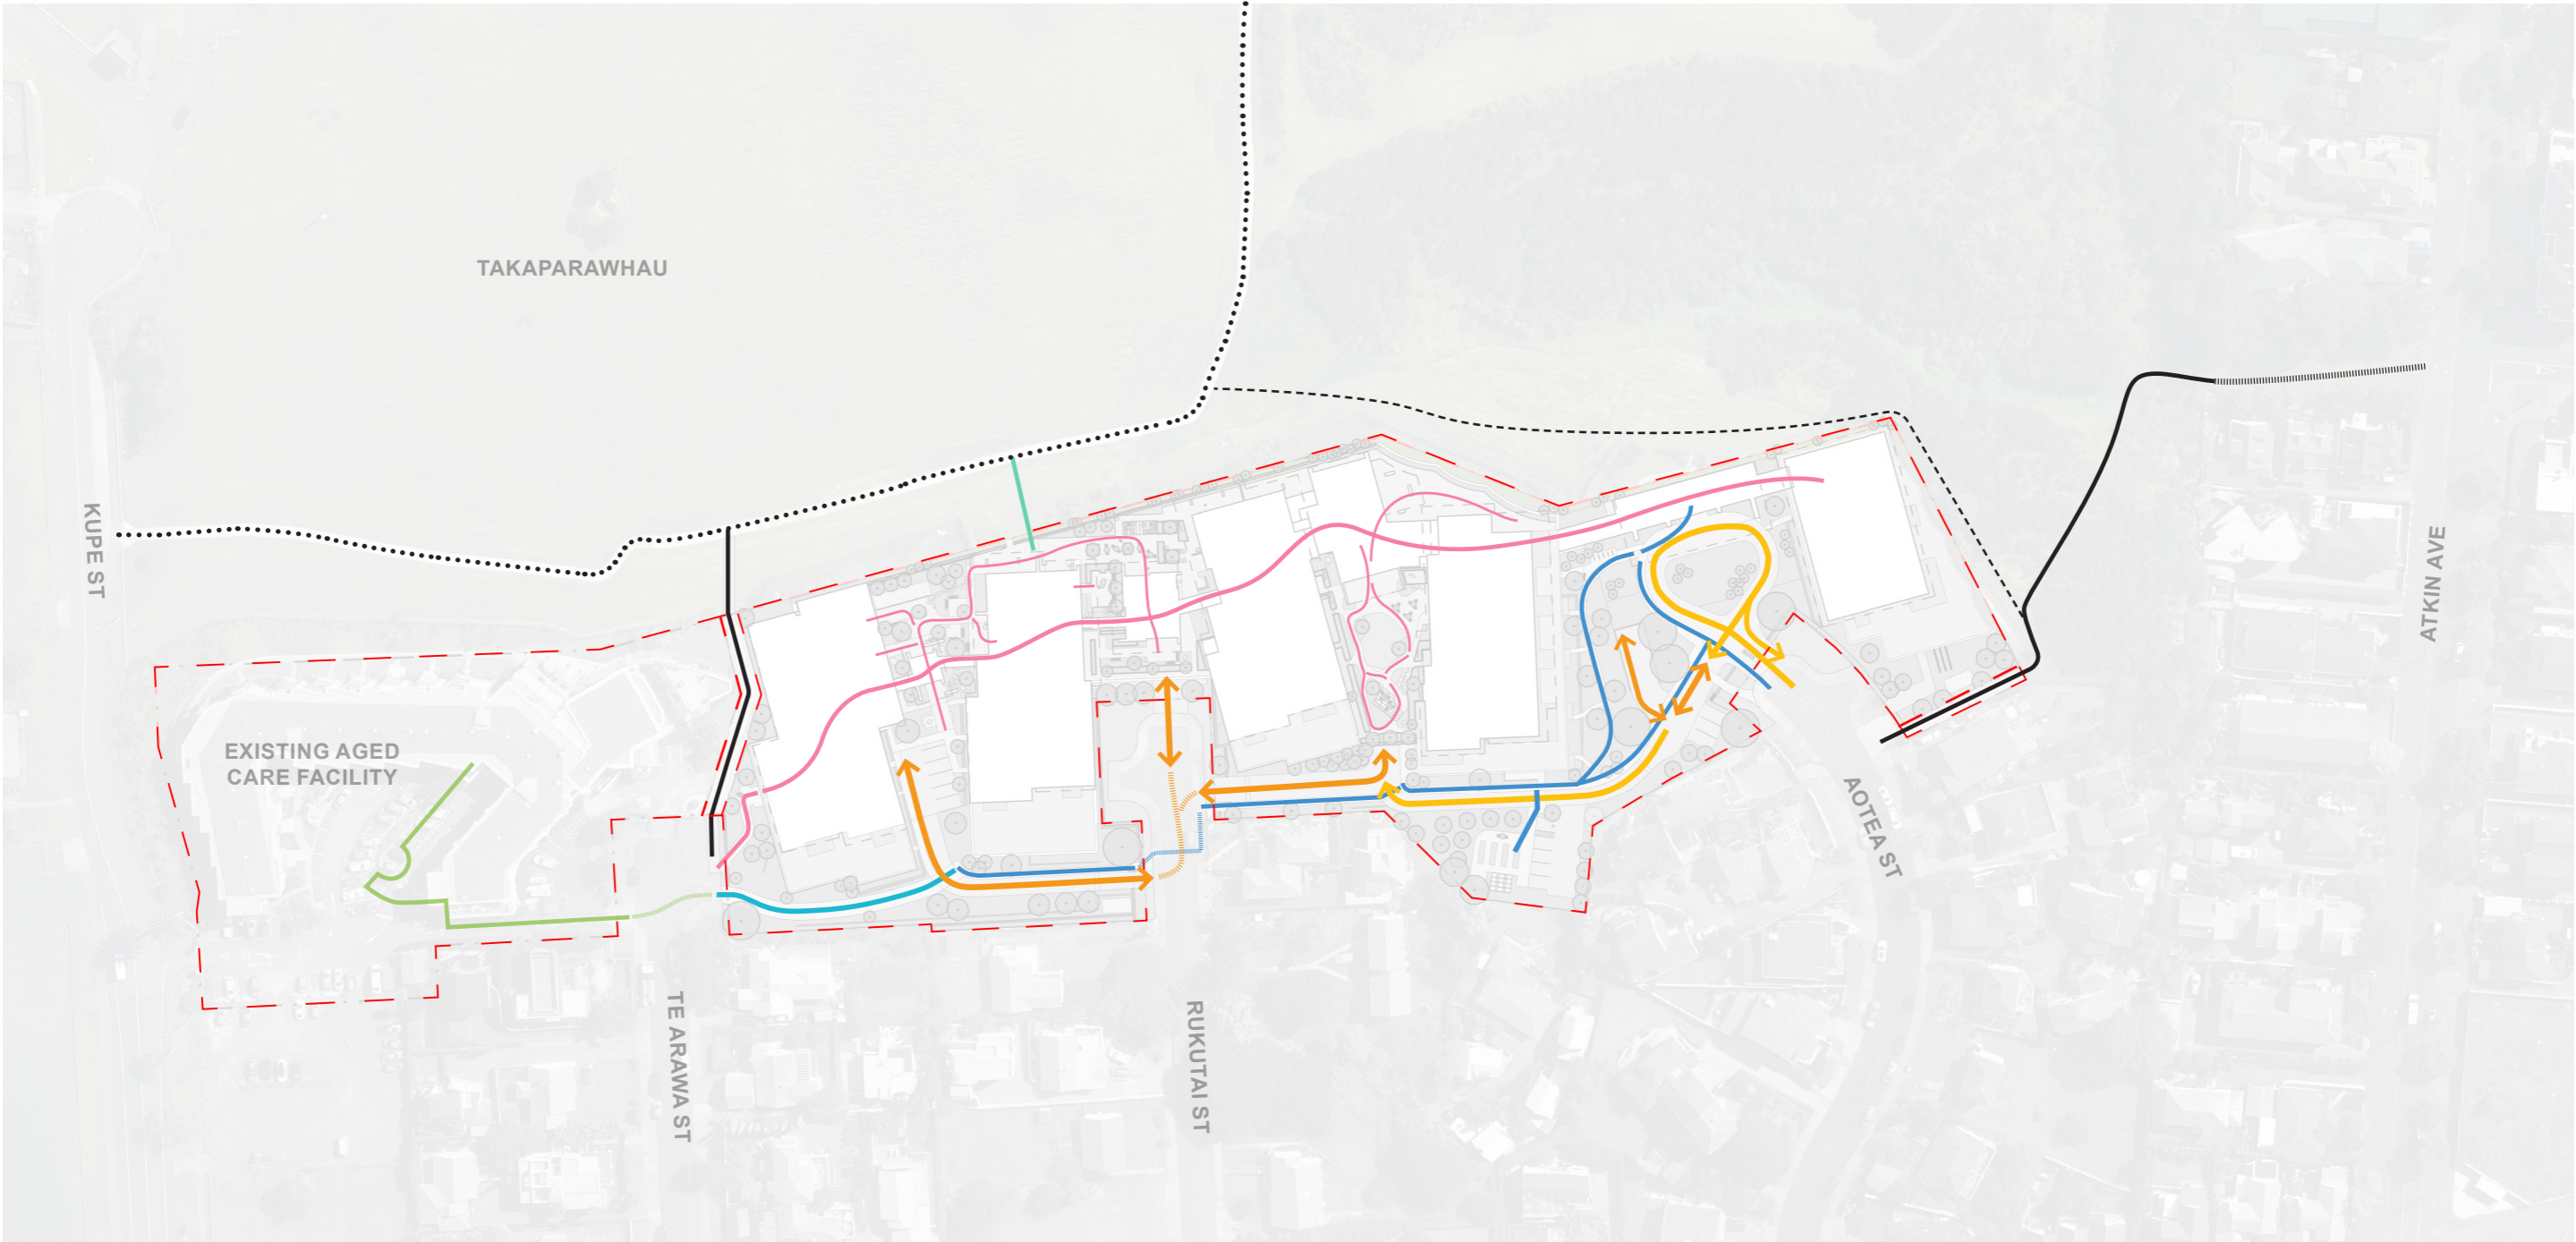 TAKAPARAWHAU
KUPE ST
ATKIN AVE
EXISTING AGED
CARE FACILITY
AOTEA ST
TE ARAWA ST
RUKUTAI ST